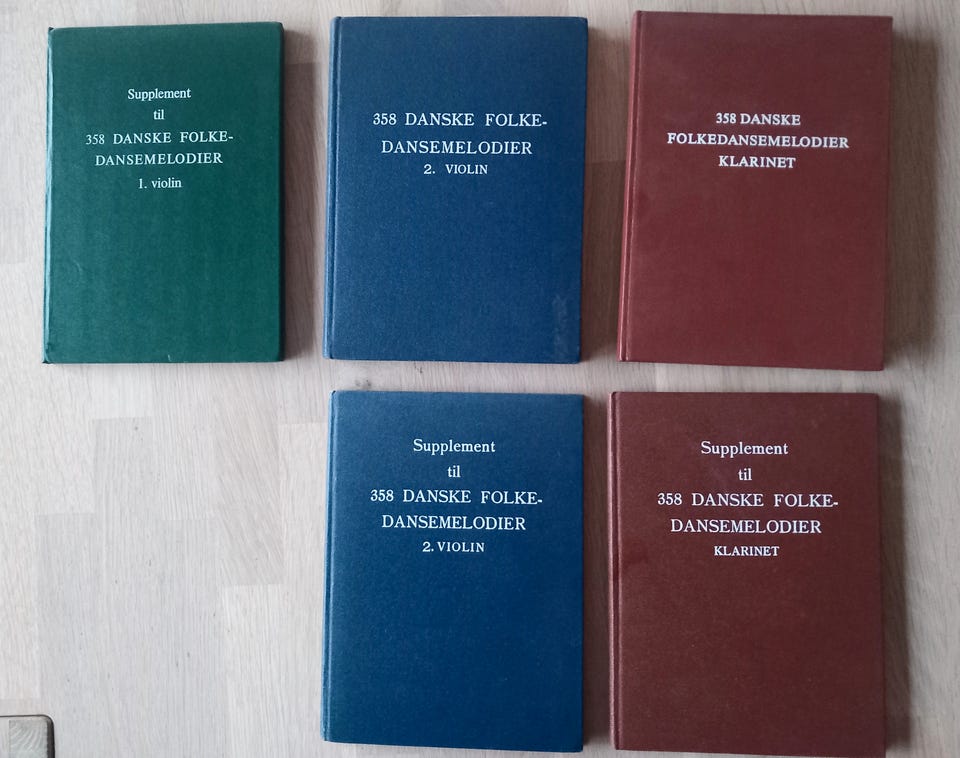 Supplement
til
358 DANSKE FOLKE-
DANSEMELODIER
1. violin
358 DANSKE FOLKE-
DANSEMELODIER
2. VIOLIN
358 DANSKE
FOLKEDANSEMELODIER
KLARINET
Supplement
til
358 DANSKE FOLKE-
DANSEMELODIER
2. VIOLIN
Supplement
til
358 DANSKE FOLKE-
DANSEMELODIER
KLARINET